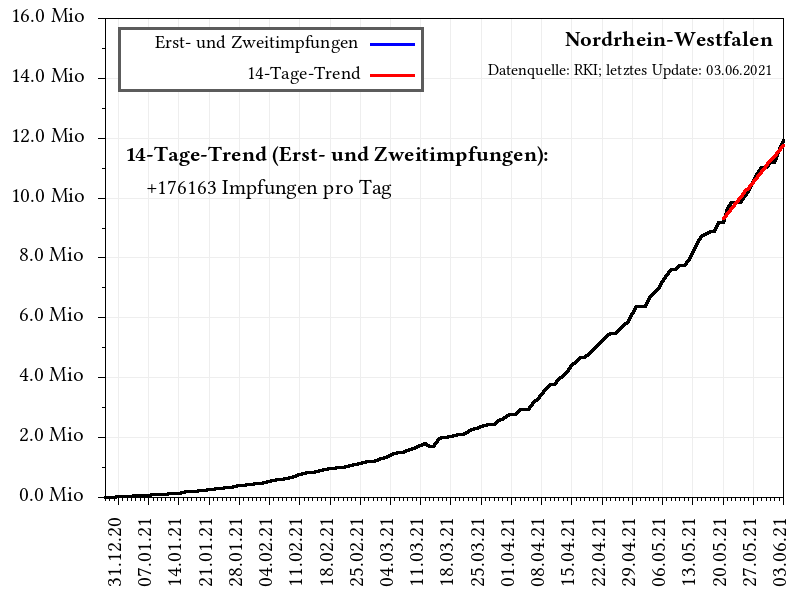 16.0 Mio
14.0 Mio
12.0 Mio
10.0 Mio
8.0 Mio
6.0 Mio
4.0 Mio
2.0 Mio
0.0 Mio
Erst- und Zweitimpfungen
14-Tage-Trend
Nordrhein-Westfalen
Datenquelle: RKI; letztes Update: 03.06.2021
14-Tage-Trend (Erst- und Zweitimpfungen):
+176163 Impfungen pro Tag
31.12.20
07.01.21
14.01.21
21.01.21
28.01.21
04.02.21
11.02.21
18.02.21
25.02.21
04.03.21
11.03.21
18.03.21
25.03.21
01.04.21
08.04.21
15.04.21
22.04.21
29.04.21
06.05.21
13.05.21
20.05.21
27.05.21
03.06.21